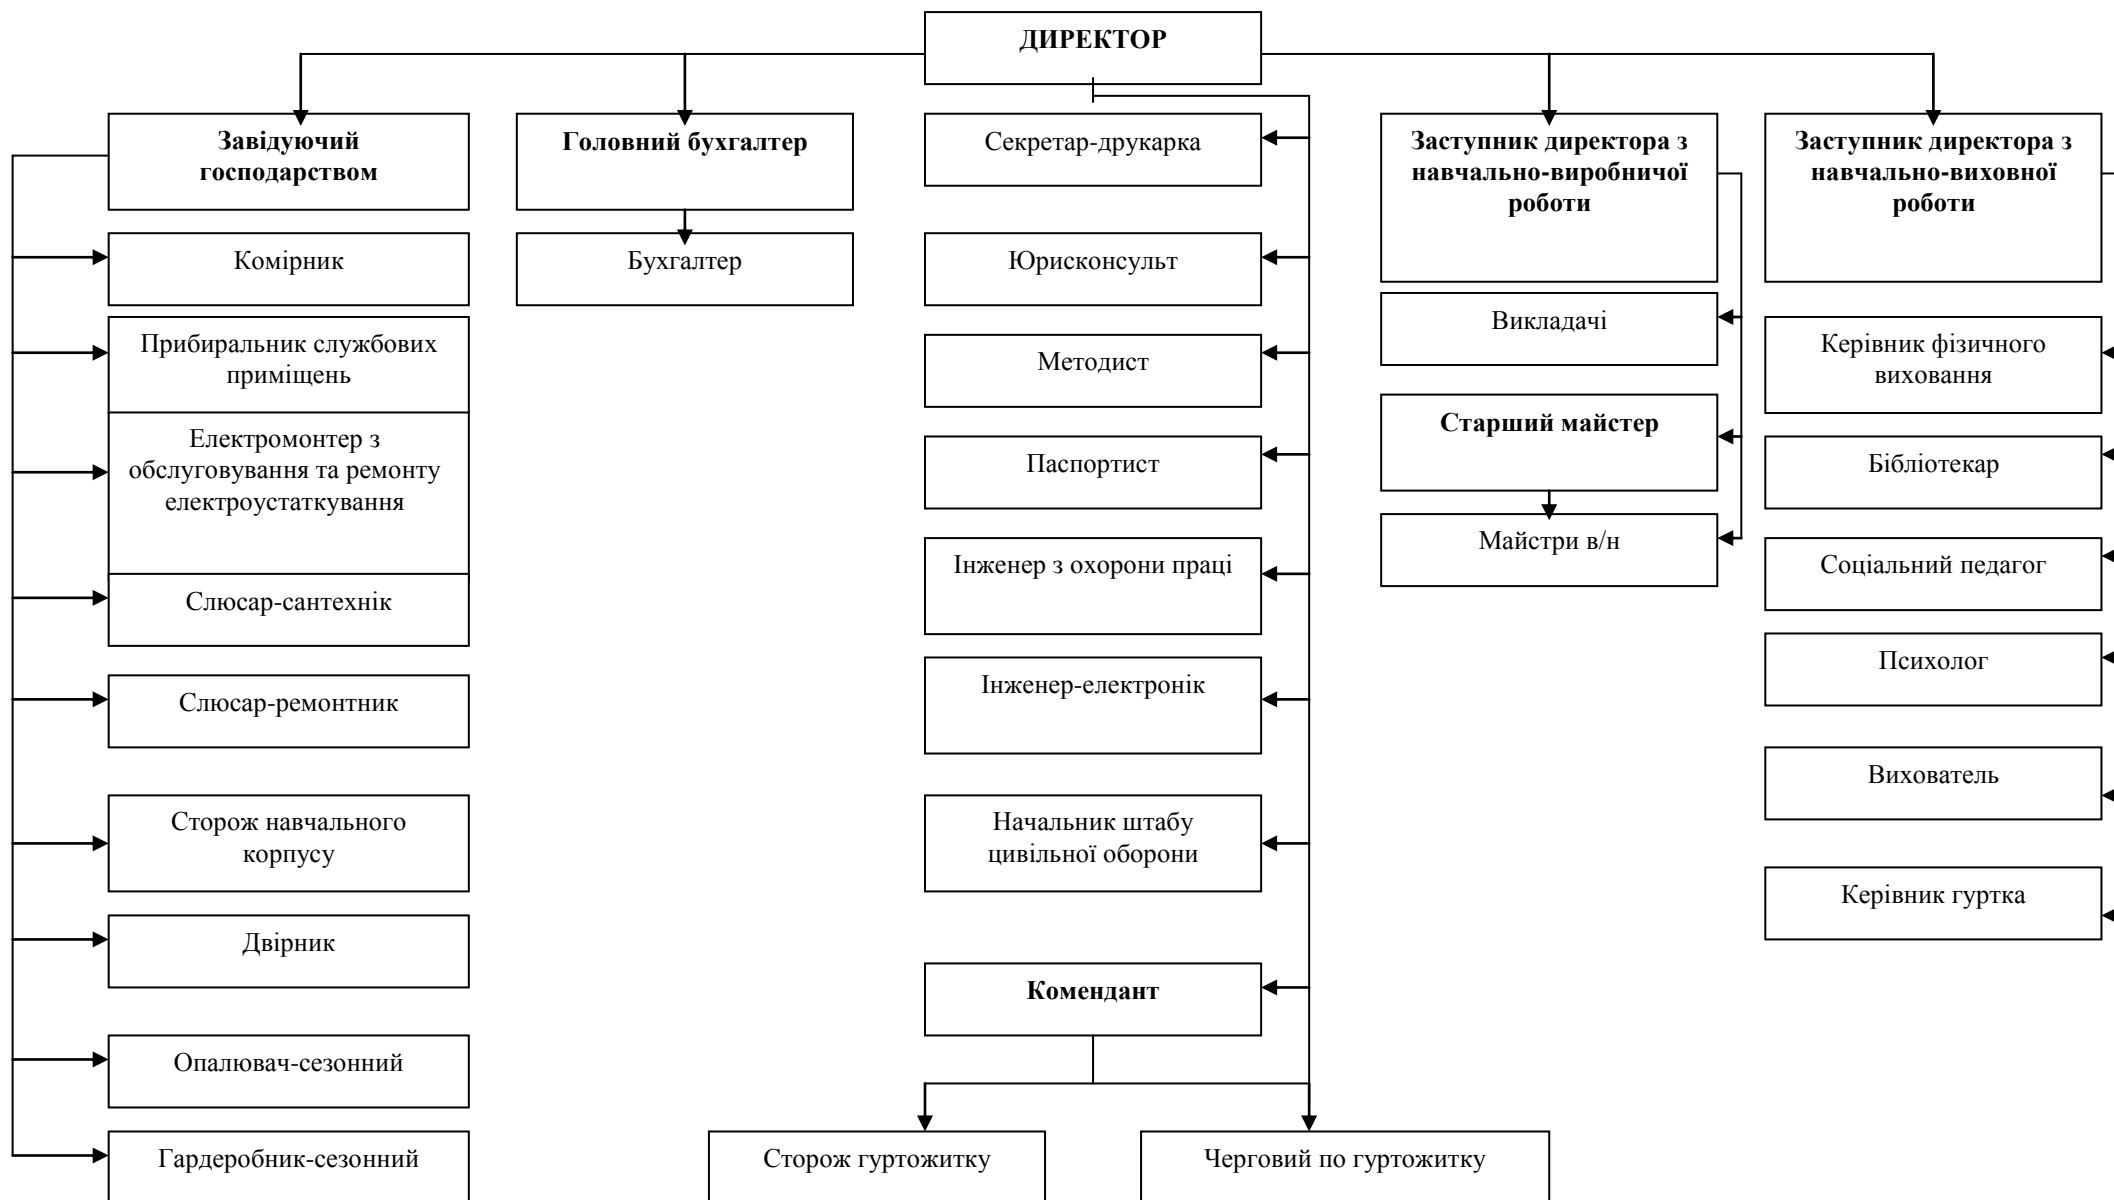 ДИРЕКТОР
Завідуючий
господарством
Комірник
Прибиральник службових
приміщень
Електромонтер з
обслуговування та ремонту
електроустаткування
Слюсар-сантехнік
Слюсар-ремонтник
Сторож навчального
корпусу
Двірник
Опалювач-сезонний
Гардеробник-сезонний
Головний бухгалтер
Бухгалтер
Секретар-друкарка
Юрисконсульт
Методист
Паспортист
Інженер з охорони праці
Інженер-електронік
Начальник штабу
цивільної оборони
Комендант
Сторож гуртожитку
Черговий по гуртожитку
Заступник директора з
навчально-виробничої
роботи
Викладачі
Старший майстер
Майстри в/н
Заступник директора з
навчально-виховної
роботи
Керівник фізичного
виховання
Бібліотекар
Соціальний педагог
Психолог
Вихователь
Керівник гуртка